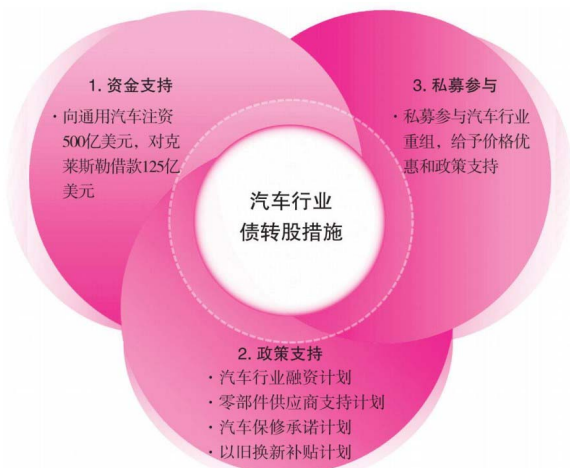 1. 资金支持
· 向通用汽车注资
500亿美元，对克
莱斯勒借款125亿
美元
3. 私募参与
· 私募参与汽车行业
重组，给予价格优
惠和政策支持
汽车行业
债转股措施
2. 政策支持
· 汽车行业融资计划
· 零部件供应商支持计划
· 汽车保修承诺计划
· 以旧换新补贴计划